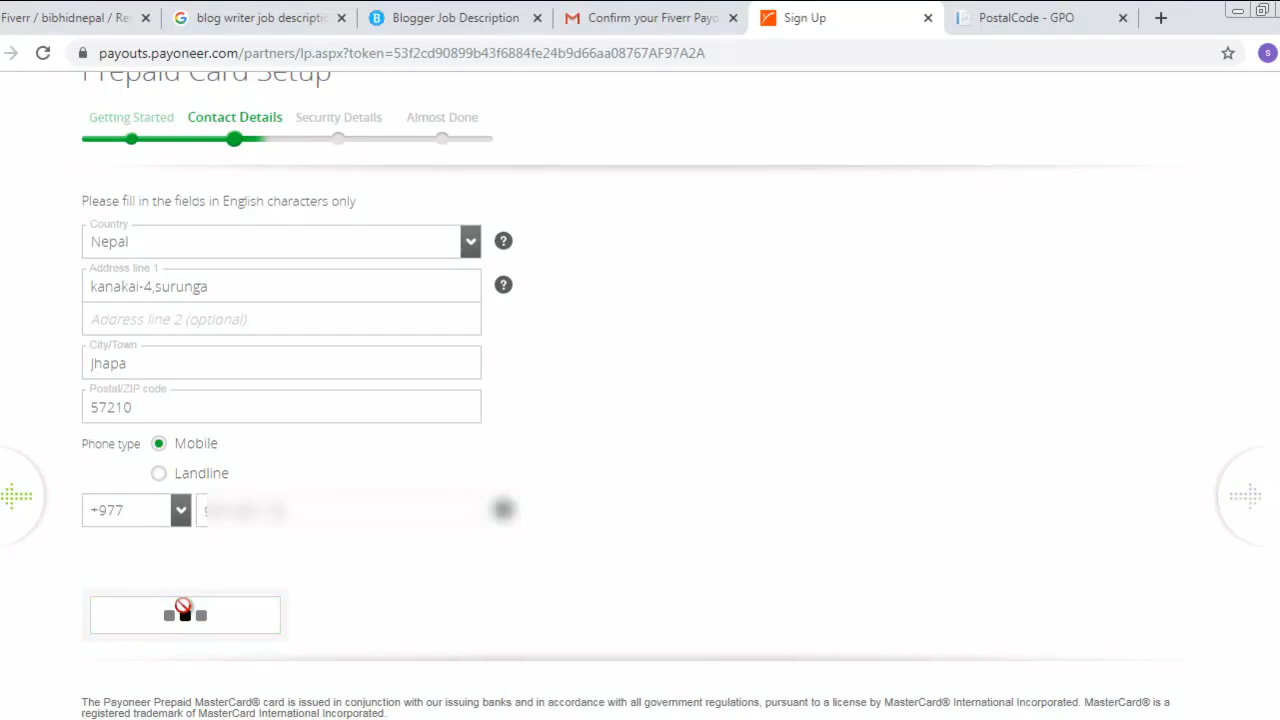 Fiverr / bibhidnepal / Re
blog writer job descriptio
Blogger Job Description
Confirm your Fiverr Payo
Sign Up
PostalCode - GPO
payouts.payoneer.com/partners/lp.aspx?token=53f2cd90899b43f6884fe24b9d66aa08767AF97A2A
s
Prepaid Card Setup
Getting Started
Contact Details
Security Details
Almost Done
Please fill in the fields in English characters only
Country
Nepal
?
Address line 1
kanakai-4,surunga
?
Address line 2 (optional)
City/Town
Jhapa
Postal/ZIP code
57210
Phone type
Mobile
Landline
+977
The Payoneer Prepaid MasterCard® card is issued in conjunction with our issuing banks and in accordance with all government regulations, pursuant to a license by MasterCard® International Incorporated. MasterCard® is a
registered trademark of MasterCard International Incorporated.